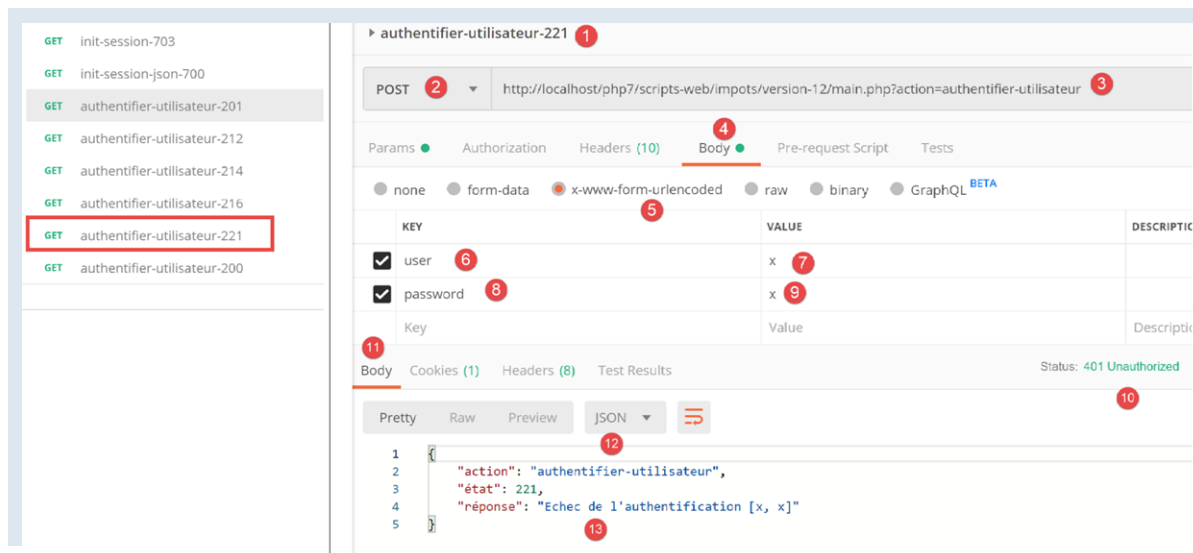 GET init-session-703
GET init-session-json-700
GET authentifier-utilisateur-201
GET authentifier-utilisateur-212
GET authentifier-utilisateur-214
GET authentifier-utilisateur-216
GET authentifier-utilisateur-221
GET authentifier-utilisateur-200
authentifier-utilisateur-221 1
POST 2 http://localhost/php7/scripts-web/impots/version-12/main.php?action=authentifier-utilisateur 3
4
Params Authorization Headers (10) Body Pre-request Script Tests
none form-data x-www-form-urlencoded raw binary GraphQL BETA
5
KEY VALUE DESCRIPTIO
user 6 x 7
password 8 x 9
Key Value Descriptio
11
Body Cookies (1) Headers (8) Test Results Status: 401 Unauthorized
10
Pretty Raw Preview JSON
12
1 {
2 "action": "authentifier-utilisateur",
3 "état": 221,
4 "réponse": "Echec de l'authentification [x, x]"
5 }
13